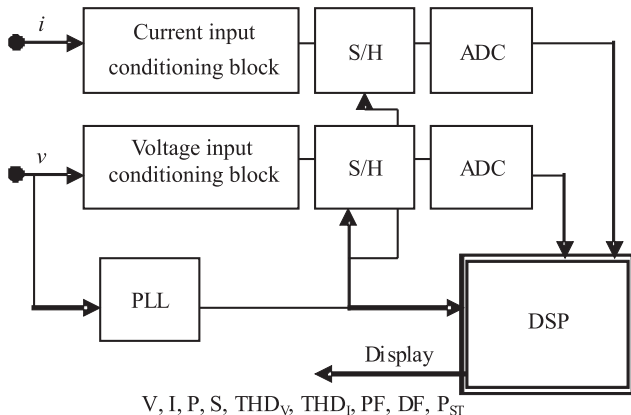 i
Current input
conditioning block
S/H
ADC
v
Voltage input
conditioning block
S/H
ADC
PLL
DSP
Display
V, I, P, S, THD_V, THD_I, PF, DF, P_ST